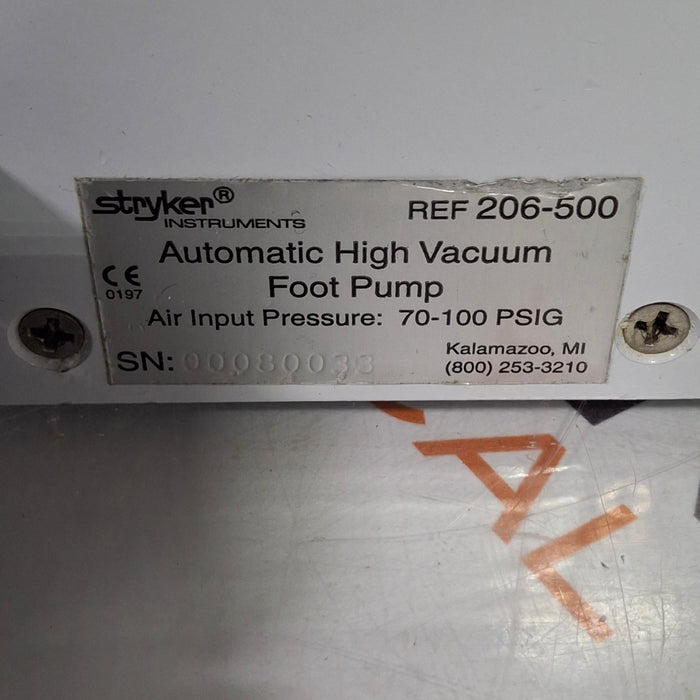 stryker®
INSTRUMENTS
REF 206-500
Automatic High Vacuum
Foot Pump
CE
0197
Air Input Pressure: 70-100 PSIG
SN: 00080033
Kalamazoo, MI
(800) 253-3210
CAL